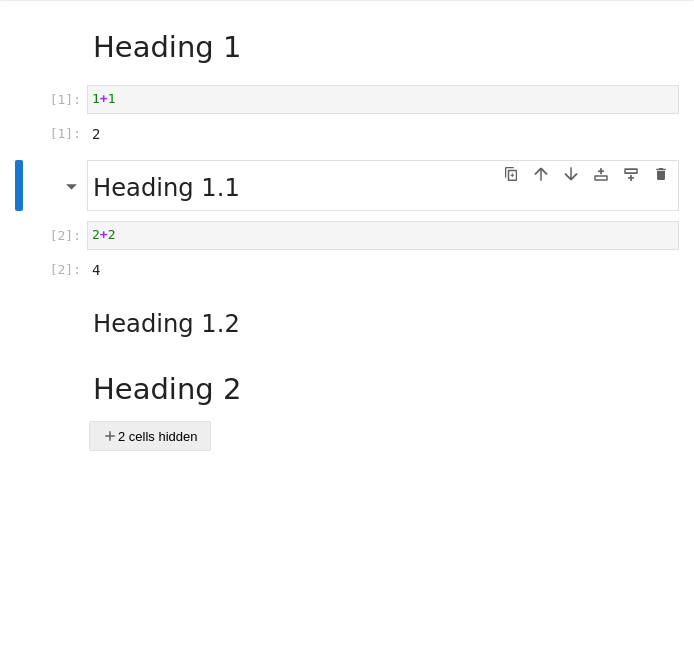 Heading 1
[1]: 1+1
[1]: 2
Heading 1.1
[2]: 2+2
[2]: 4
Heading 1.2
Heading 2
2 cells hidden